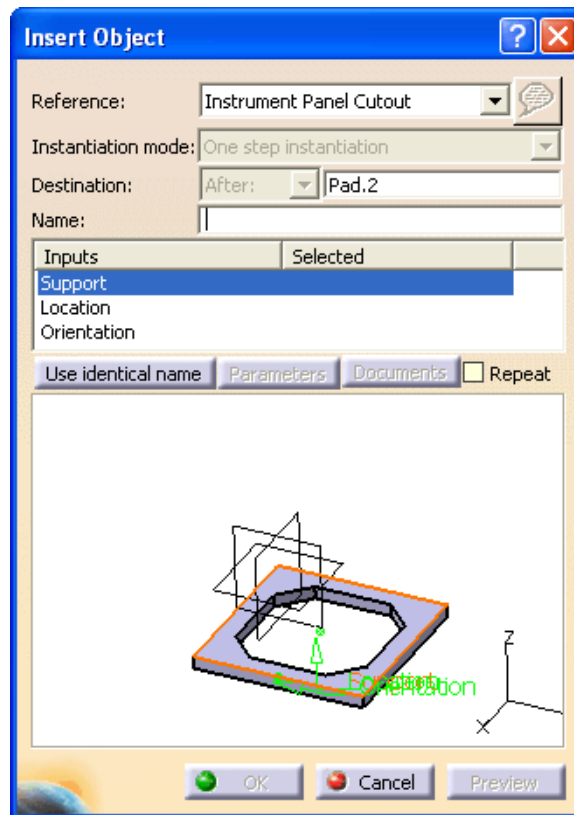 Insert Object
Reference: Instrument Panel Cutout
Instantiation mode: One step instantiation
Destination: After: Pad.2
Name:
Inputs Selected
Support
Location
Orientation
Use identical name Parameters Documents Repeat
z
Orientation
x
OK Cancel Preview